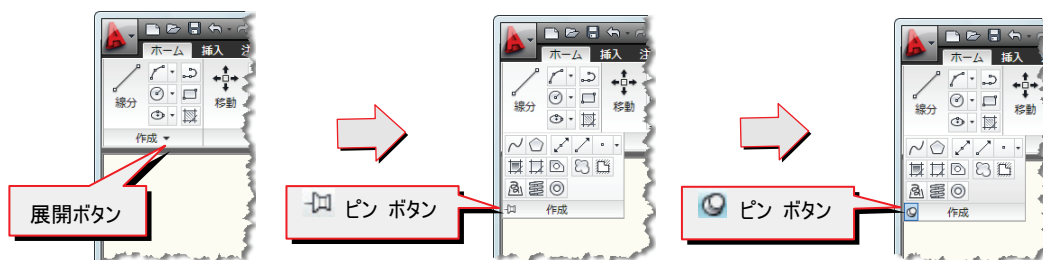 ホーム 挿入 注
線分 移動
作成
展開ボタン
ホーム 挿入
線分 移動
作成
ピン ボタン
ホーム 挿入
線分 移動
作成
ピン ボタン